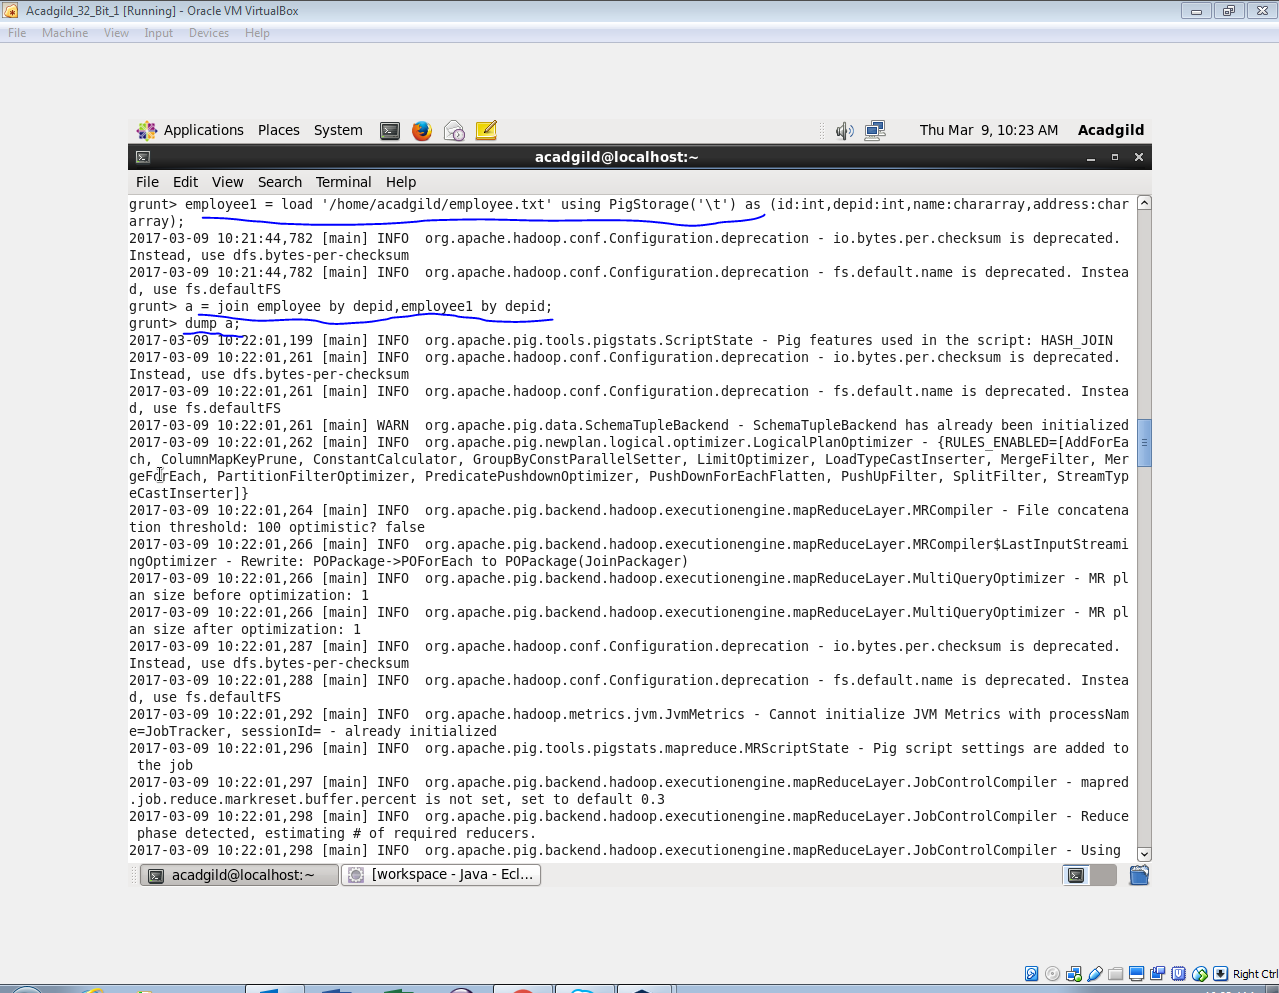 Acadgild_32_Bit_1 [Running] - Oracle VM VirtualBox
File Machine View Input Devices Help
Applications Places System Thu Mar 9, 10:23 AM Acadgild
acadgild@localhost:~
File Edit View Search Terminal Help
grunt> employee1 = load '/home/acadgild/employee.txt' using PigStorage('\t') as (id:int,depid:int,name:chararray,address:char
array);
2017-03-09 10:21:44,782 [main] INFO  org.apache.hadoop.conf.Configuration.deprecation - io.bytes.per.checksum is deprecated.
Instead, use dfs.bytes-per-checksum
2017-03-09 10:21:44,782 [main] INFO  org.apache.hadoop.conf.Configuration.deprecation - fs.default.name is deprecated. Instea
d, use fs.defaultFS
grunt> a = join employee by depid,employee1 by depid;
grunt> dump a;
2017-03-09 10:22:01,199 [main] INFO  org.apache.pig.tools.pigstats.ScriptState - Pig features used in the script: HASH_JOIN
2017-03-09 10:22:01,261 [main] INFO  org.apache.hadoop.conf.Configuration.deprecation - io.bytes.per.checksum is deprecated.
Instead, use dfs.bytes-per-checksum
2017-03-09 10:22:01,261 [main] INFO  org.apache.hadoop.conf.Configuration.deprecation - fs.default.name is deprecated. Instea
d, use fs.defaultFS
2017-03-09 10:22:01,261 [main] WARN  org.apache.pig.data.SchemaTupleBackend - SchemaTupleBackend has already been initialized
2017-03-09 10:22:01,262 [main] INFO  org.apache.pig.newplan.logical.optimizer.LogicalPlanOptimizer - {RULES_ENABLED=[AddForEa
ch, ColumnMapKeyPrune, ConstantCalculator, GroupByConstParallelSetter, LimitOptimizer, LoadTypeCastInserter, MergeFilter, Mer
geForEach, PartitionFilterOptimizer, PredicatePushdownOptimizer, PushDownForEachFlatten, PushUpFilter, SplitFilter, StreamTyp
eCastInserter]}
2017-03-09 10:22:01,264 [main] INFO  org.apache.pig.backend.hadoop.executionengine.mapReduceLayer.MRCompiler - File concatena
tion threshold: 100 optimistic? false
2017-03-09 10:22:01,266 [main] INFO  org.apache.pig.backend.hadoop.executionengine.mapReduceLayer.MRCompiler$LastInputStreami
ngOptimizer - Rewrite: POPackage->POForEach to POPackage(JoinPackager)
2017-03-09 10:22:01,266 [main] INFO  org.apache.pig.backend.hadoop.executionengine.mapReduceLayer.MultiQueryOptimizer - MR pl
an size before optimization: 1
2017-03-09 10:22:01,266 [main] INFO  org.apache.pig.backend.hadoop.executionengine.mapReduceLayer.MultiQueryOptimizer - MR pl
an size after optimization: 1
2017-03-09 10:22:01,287 [main] INFO  org.apache.hadoop.conf.Configuration.deprecation - io.bytes.per.checksum is deprecated.
Instead, use dfs.bytes-per-checksum
2017-03-09 10:22:01,288 [main] INFO  org.apache.hadoop.conf.Configuration.deprecation - fs.default.name is deprecated. Instea
d, use fs.defaultFS
2017-03-09 10:22:01,292 [main] INFO  org.apache.hadoop.metrics.jvm.JvmMetrics - Cannot initialize JVM Metrics with processNam
e=JobTracker, sessionId= - already initialized
2017-03-09 10:22:01,296 [main] INFO  org.apache.pig.tools.pigstats.mapreduce.MRScriptState - Pig script settings are added to
 the job
2017-03-09 10:22:01,297 [main] INFO  org.apache.pig.backend.hadoop.executionengine.mapReduceLayer.JobControlCompiler - mapred
.job.reduce.markreset.buffer.percent is not set, set to default 0.3
2017-03-09 10:22:01,298 [main] INFO  org.apache.pig.backend.hadoop.executionengine.mapReduceLayer.JobControlCompiler - Reduce
 phase detected, estimating # of required reducers.
2017-03-09 10:22:01,298 [main] INFO  org.apache.pig.backend.hadoop.executionengine.mapReduceLayer.JobControlCompiler - Using
acadgild@localhost:~ [workspace - Java - Ecl...
Right Ctrl